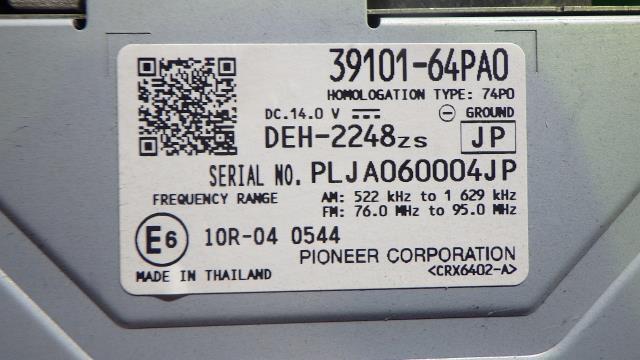 39101-64PA0
HOMOLOGATION TYPE: 74P0
DC.14.0 V
GROUND
DEH-2248zs
JP
SERIAL NO. PLJA060004JP
FREQUENCY RANGE
AM: 522 kHz to 1 629 kHz
FM: 76.0 MHz to 95.0 MHz
E6
10R-04 0544
PIONEER CORPORATION
MADE IN THAILAND
<CRX6402-A>